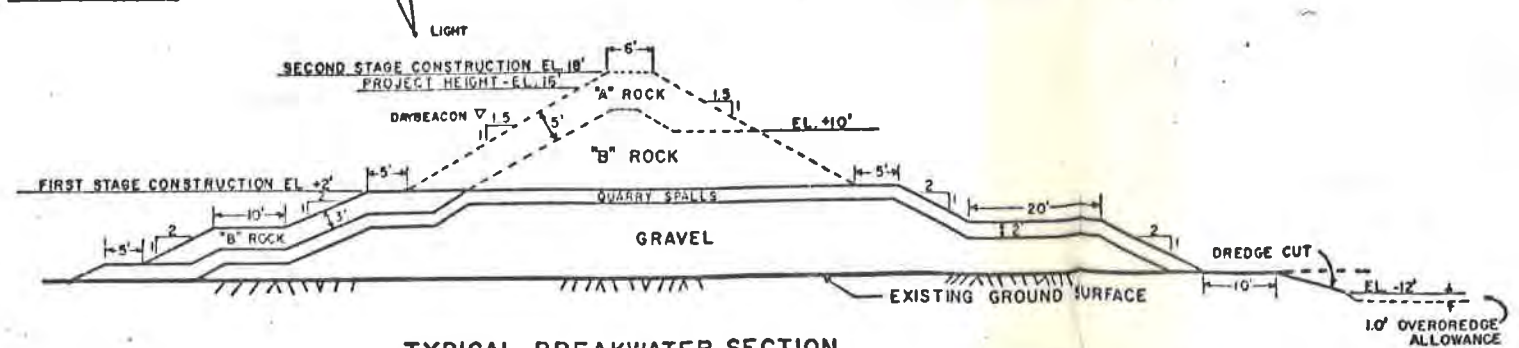 LIGHT
6'
SECOND STAGE CONSTRUCTION EL. 18'
PROJECT HEIGHT - EL. 15'
"A" ROCK
1.5
1
DAYBEACON
1.5
1
5'
EL. +10'
"B" ROCK
5'
5'
FIRST STAGE CONSTRUCTION EL +2'
2
1
QUARRY SPALLS
2
1
10'
3'
20'
2
1
"B" ROCK
5'
GRAVEL
2'
2
1
DREDGE CUT
EXISTING GROUND SURFACE
10'
EL. -12'
1.0' OVERDREDGE
ALLOWANCE
TYPICAL BREAKWATER SECTION